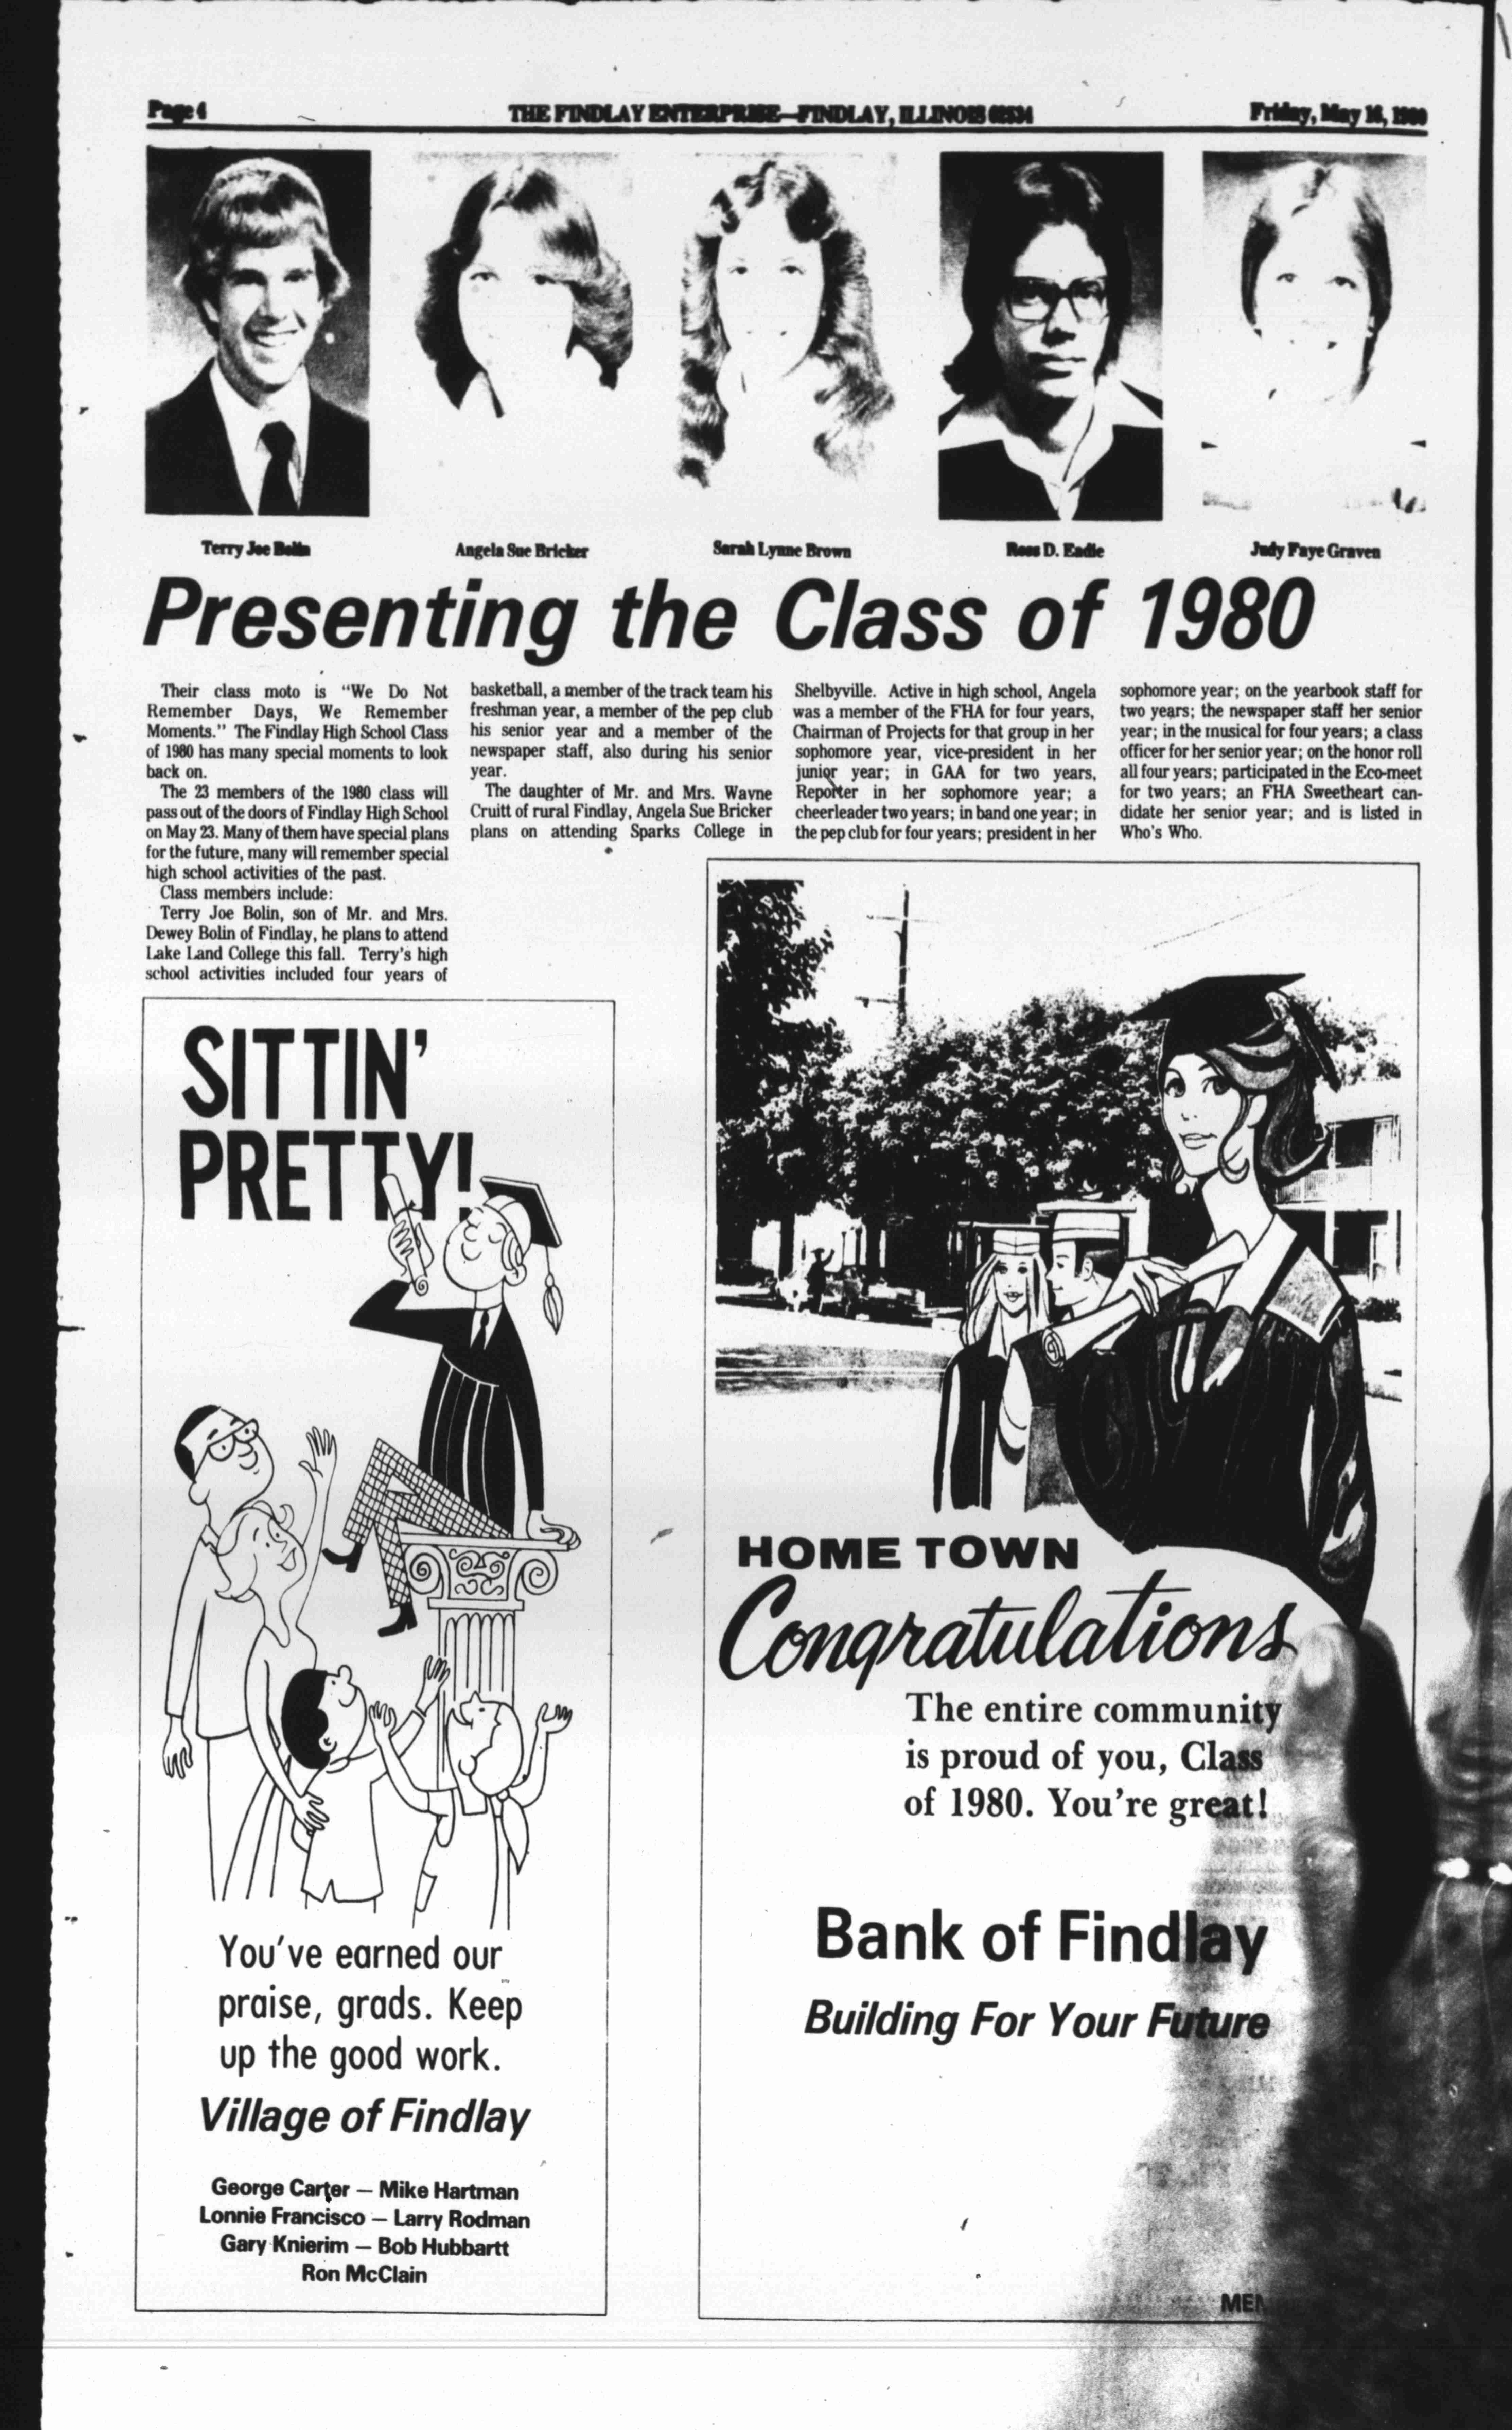 Page 4
THE FINDLAY ENTERPRISE—FINDLAY, ILLINOIS 62534
Friday, May 16, 1980
Terry Joe Bolin
Angela Sue Bricker
Sarah Lynne Brown
Ross D. Eadie
Judy Faye Graven
Presenting the Class of 1980
Their class moto is "We Do Not
Remember Days, We Remember
Moments." The Findlay High School Class
of 1980 has many special moments to look
back on.
The 23 members of the 1980 class will
pass out of the doors of Findlay High School
on May 23. Many of them have special plans
for the future, many will remember special
high school activities of the past.
Class members include:
Terry Joe Bolin, son of Mr. and Mrs.
Dewey Bolin of Findlay, he plans to attend
Lake Land College this fall. Terry's high
school activities included four years of
basketball, a member of the track team his
freshman year, a member of the pep club
his senior year and a member of the
newspaper staff, also during his senior
year.
The daughter of Mr. and Mrs. Wayne
Cruitt of rural Findlay, Angela Sue Bricker
plans on attending Sparks College in
Shelbyville. Active in high school, Angela
was a member of the FHA for four years,
Chairman of Projects for that group in her
sophomore year, vice-president in her
junior year; in GAA for two years,
Reporter in her sophomore year; a
cheerleader two years; in band one year; in
the pep club for four years; president in her
sophomore year; on the yearbook staff for
two years; the newspaper staff her senior
year; in the musical for four years; a class
officer for her senior year; on the honor roll
all four years; participated in the Eco-meet
for two years; an FHA Sweetheart can-
didate her senior year; and is listed in
Who's Who.
SITTIN'
PRETTY!
You've earned our
praise, grads. Keep
up the good work.
Village of Findlay
George Carter — Mike Hartman
Lonnie Francisco — Larry Rodman
Gary Knierim — Bob Hubbartt
Ron McClain
HOME TOWN
Congratulations
The entire community
is proud of you, Class
of 1980. You're great!
Bank of Findlay
Building For Your Future